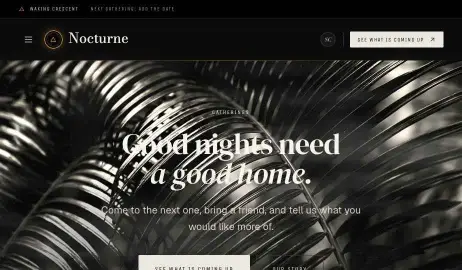 WAXING CRESCENT NEXT GATHERING: ADD THE DATE
Nocturne
SEE WHAT IS COMING UP
GATHERINGS
Good nights need
a good home.
Come to the next one, bring a friend, and tell us what you
would like more of.
SEE WHAT IS COMING UP OUR STORY